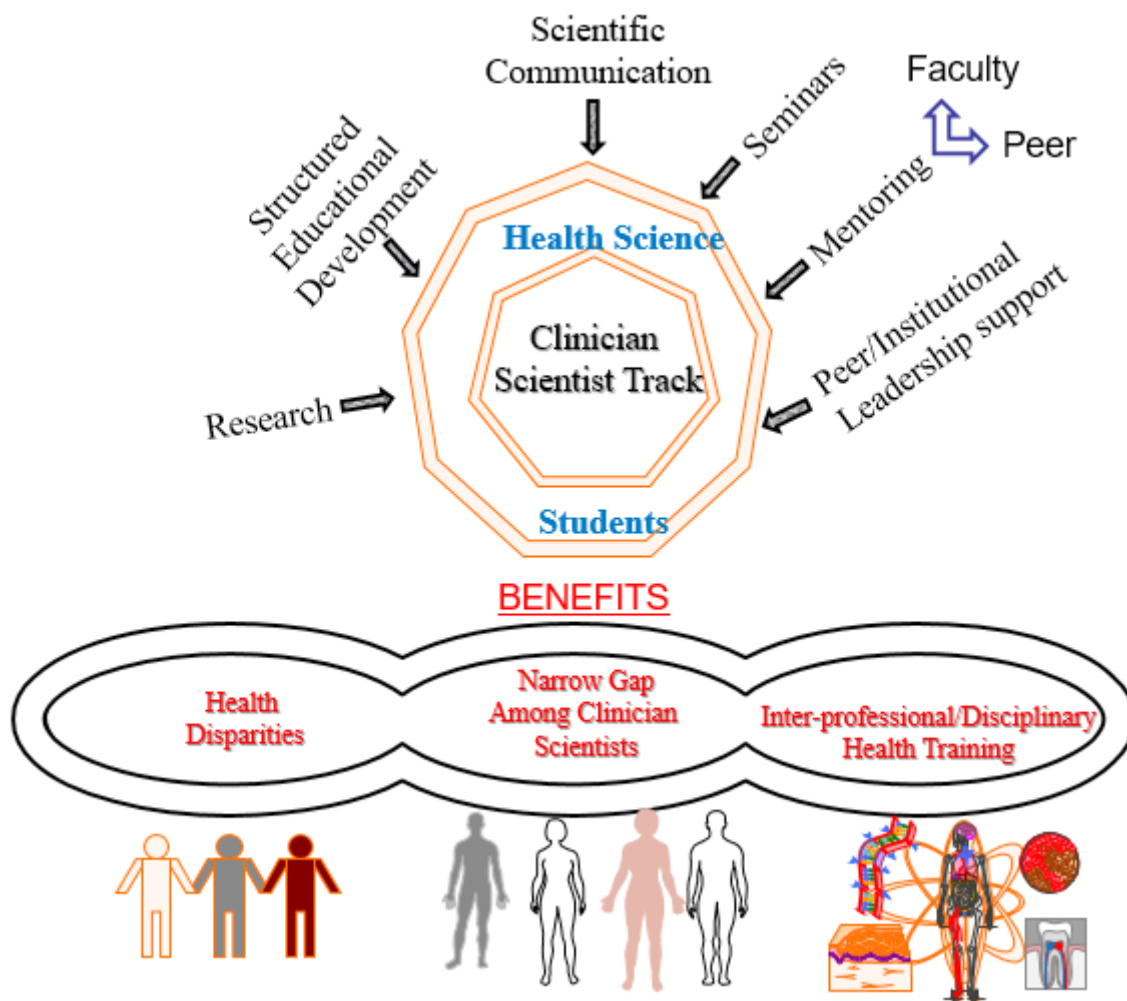 Scientific
Communication
Seminars
Faculty
Peer
Structured
Educational
Development
Mentoring
Health Science
Clinician
Scientist Track
Peer/Institutional
Leadership support
Research
Students
BENEFITS
Health
Disparities
Narrow Gap
Among Clinician
Scientists
Inter-professional/Disciplinary
Health Training